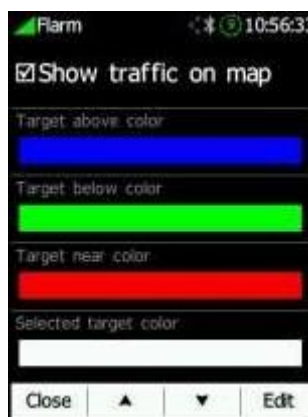 Flarm 9 10:56:33
Show traffic on map
Target above color
Target below color
Target near color
Selected target color
Close ▲ ▼ Edit